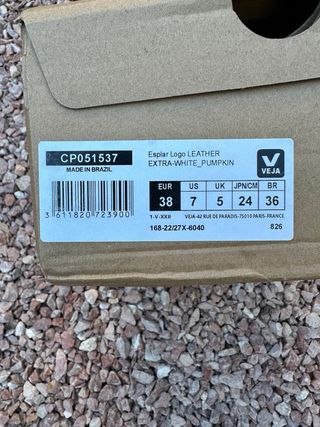 CP051537
MADE IN BRAZIL
Esplar Logo LEATHER
EXTRA-WHITE_PUMPKIN
VEJA
EUR US UK JPN/CM BR
38 7 5 24 36
3 611820 723900
1-V-XXII VEJA-42 RUE DE PARADIS-75010 PARIS-FRANCE
168-22/27X-6040 826